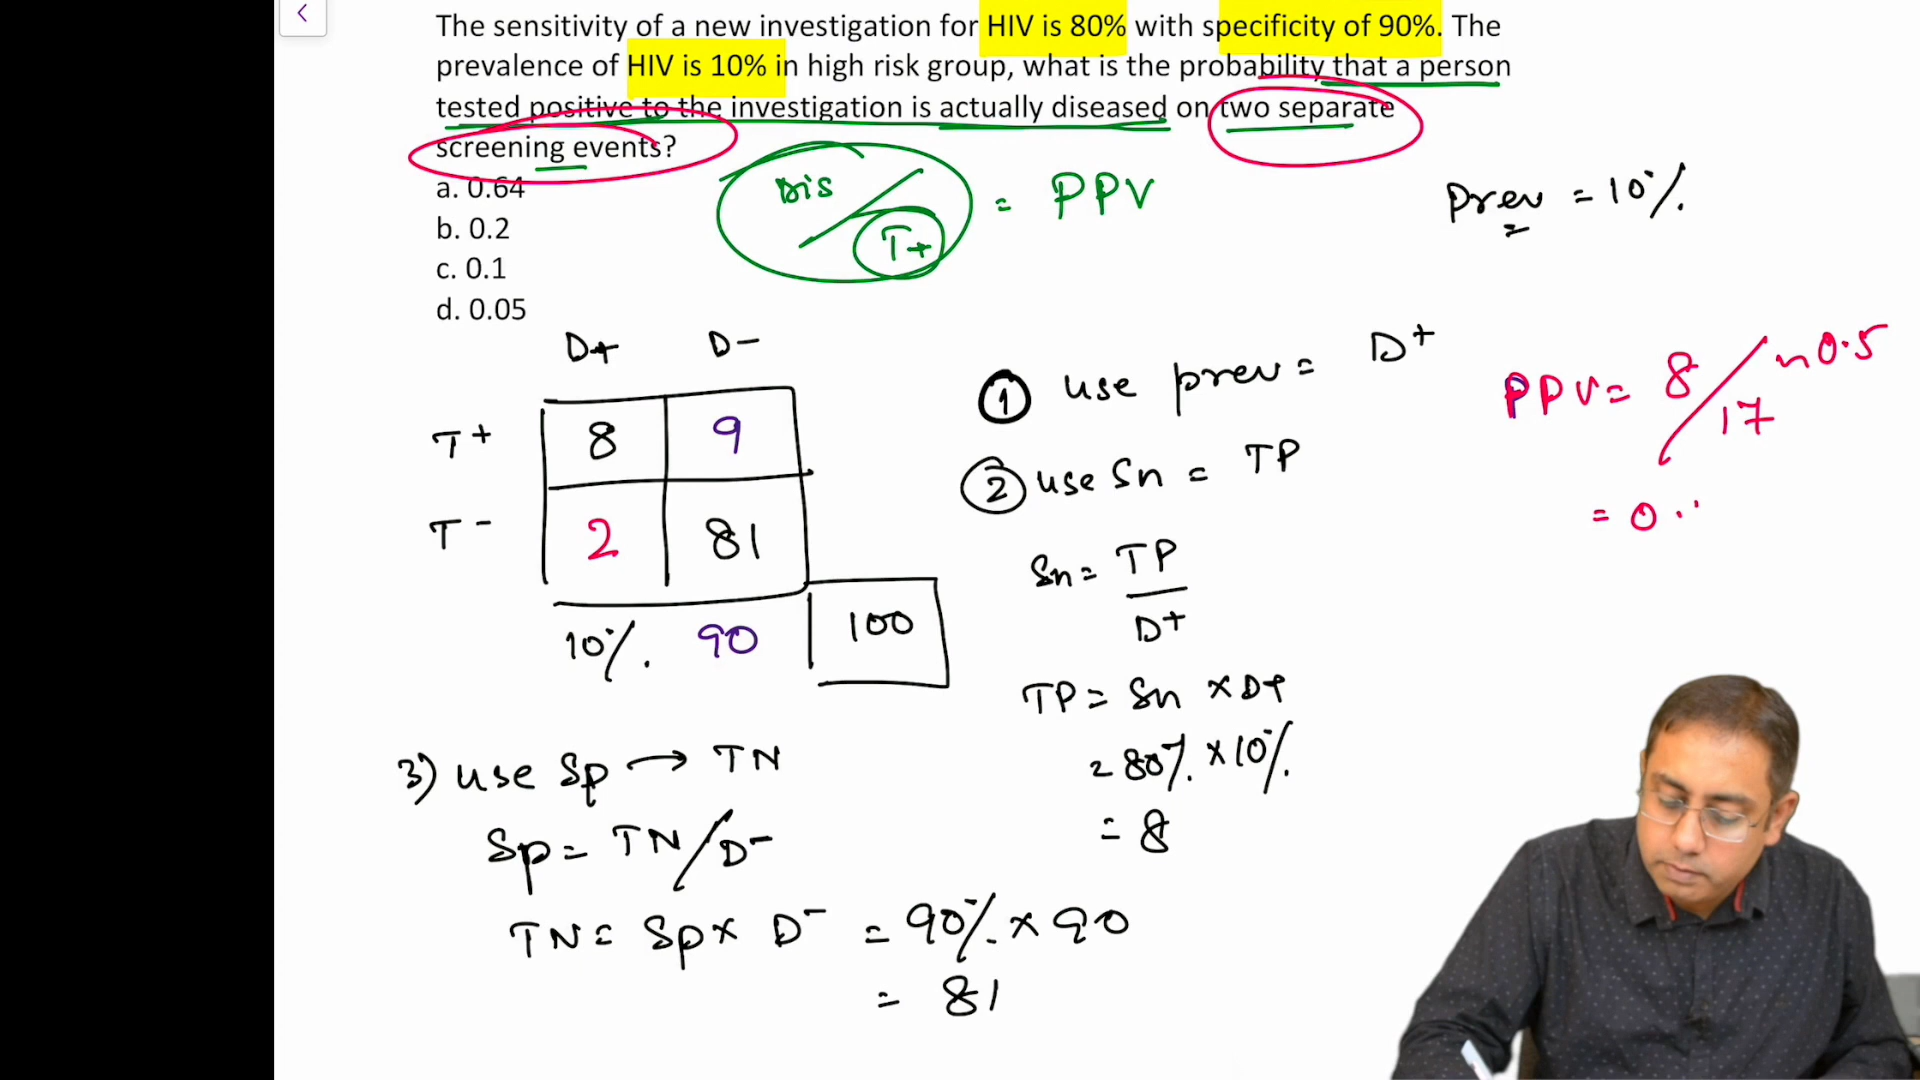 The sensitivity of a new investigation for HIV is 80% with specificity of 90%. The
prevalence of HIV is 10% in high risk group, what is the probability that a person
tested positive to the investigation is actually diseased on two separate
screening events?
a. 0.64
b. 0.2
c. 0.1
d. 0.05
Dis / T+ = PPV
Prev = 10%
D+ D-
T+ 8 9
T- 2 81
10% 90 100
1 use prev = D+
2 use Sn = TP
Sn = TP / D+
TP = Sn × D+
= 80% × 10%
= 8
PPV = 8 / 17 ~ 0.5
= 0.
3) use Sp → TN
Sp = TN / D-
TN = Sp × D- = 90% × 90
= 81